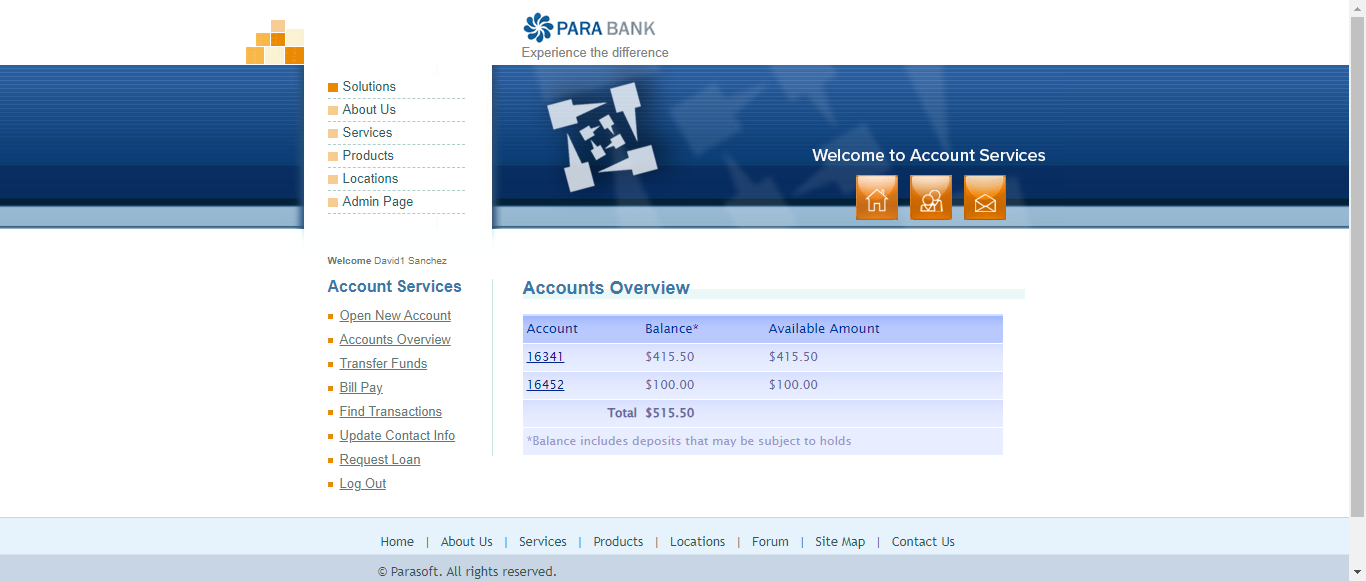 PARA BANK
Experience the difference
Solutions
About Us
Services
Products
Locations
Admin Page
Welcome to Account Services
Welcome David1 Sanchez
Account Services
Open New Account
Accounts Overview
Transfer Funds
Bill Pay
Find Transactions
Update Contact Info
Request Loan
Log Out
Accounts Overview
Account Balance* Available Amount
16341 $415.50 $415.50
16452 $100.00 $100.00
Total $515.50
*Balance includes deposits that may be subject to holds
Home | About Us | Services | Products | Locations | Forum | Site Map | Contact Us
© Parasoft. All rights reserved.